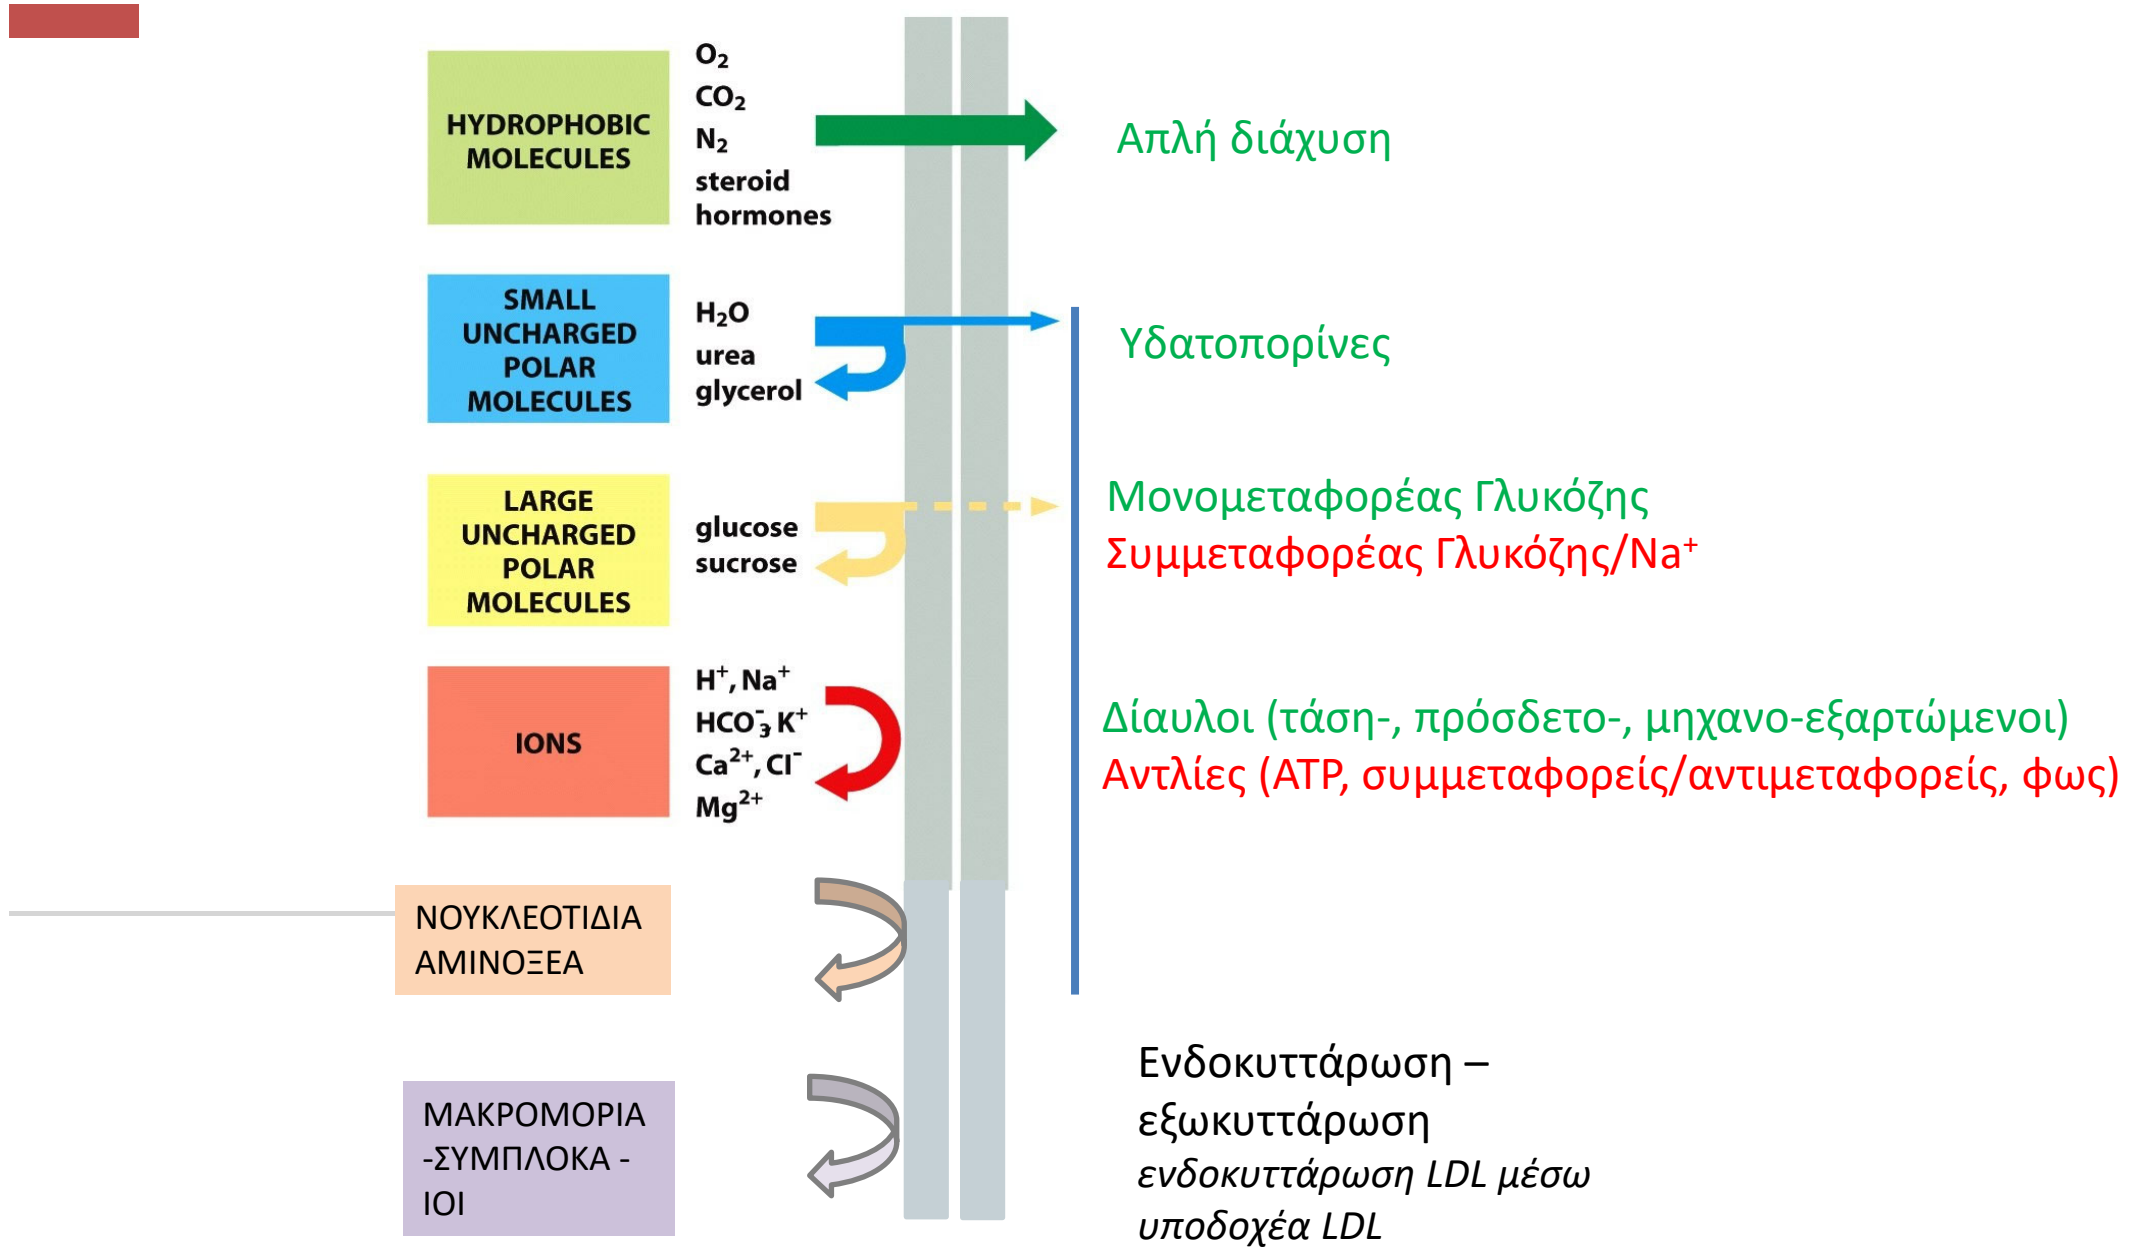 HYDROPHOBIC
MOLECULES
O₂
CO₂
N₂
steroid
hormones
Απλή διάχυση
SMALL
UNCHARGED
POLAR
MOLECULES
H₂O
urea
glycerol
Υδατοπορίνες
LARGE
UNCHARGED
POLAR
MOLECULES
glucose
sucrose
Μονομεταφορέας Γλυκόζης
Συμμεταφορέας Γλυκόζης/Na⁺
IONS
H⁺, Na⁺
HCO₃⁻, K⁺
Ca²⁺, Cl⁻
Mg²⁺
Δίαυλοι (τάση-, πρόσδετο-, μηχανο-εξαρτώμενοι)
Αντλίες (ATP, συμμεταφορείς/αντιμεταφορείς, φως)
ΝΟΥΚΛΕΟΤΙΔΙΑ
ΑΜΙΝΟΞΕΑ
ΜΑΚΡΟΜΟΡΙΑ
-ΣΥΜΠΛΟΚΑ -
ΙΟΙ
Ενδοκυττάρωση –
εξωκυττάρωση
ενδοκυττάρωση LDL μέσω
υποδοχέα LDL